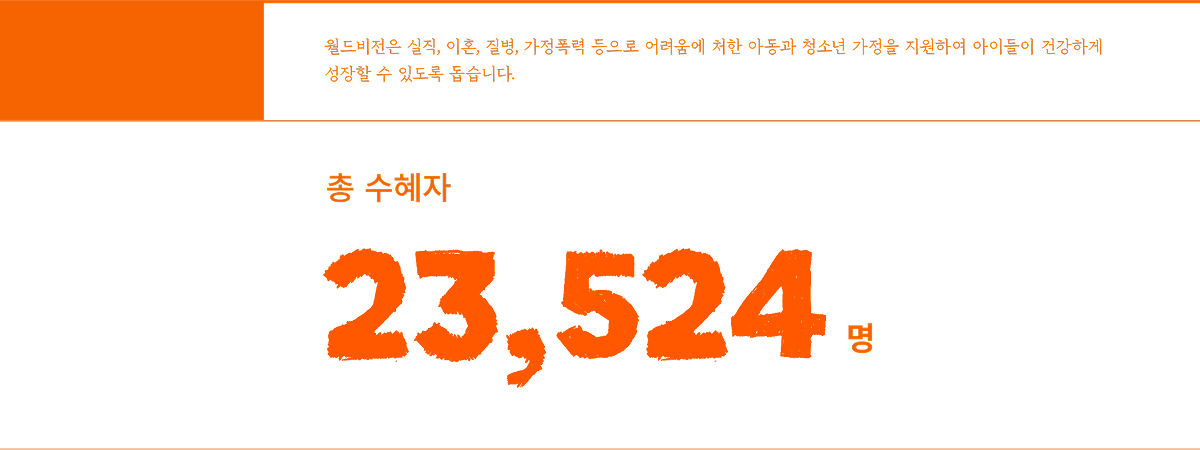 월드비전은 실직, 이혼, 질병, 가정폭력 등으로 어려움에 처한 아동과 청소년 가정을 지원하여 아이들이 건강하게
성장할 수 있도록 돕습니다.
총 수혜자
23,524 명